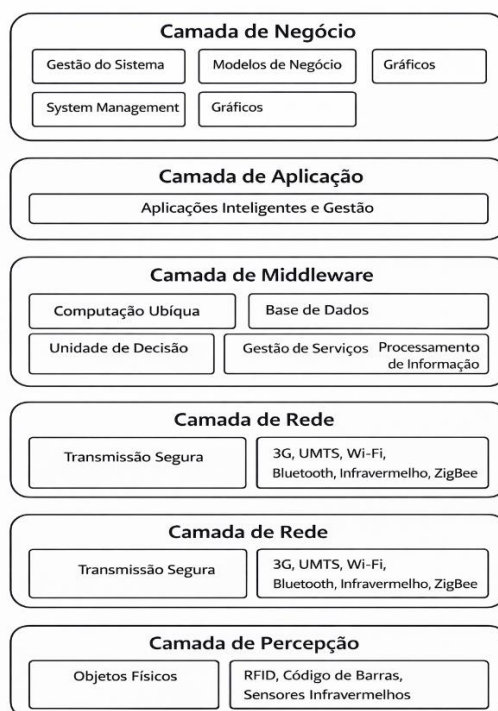 Camada de Negócio
Gestão do Sistema
Modelos de Negócio
Gráficos
System Management
Gráficos
Camada de Aplicação
Aplicações Inteligentes e Gestão
Camada de Middleware
Computação Ubíqua
Base de Dados
Unidade de Decisão
Gestão de Serviços
Processamento
de Informação
Camada de Rede
Transmissão Segura
3G, UMTS, Wi-Fi,
Bluetooth, Infravermelho, ZigBee
Camada de Rede
Transmissão Segura
3G, UMTS, Wi-Fi,
Bluetooth, Infravermelho, ZigBee
Camada de Percepção
Objetos Físicos
RFID, Código de Barras,
Sensores Infravermelhos